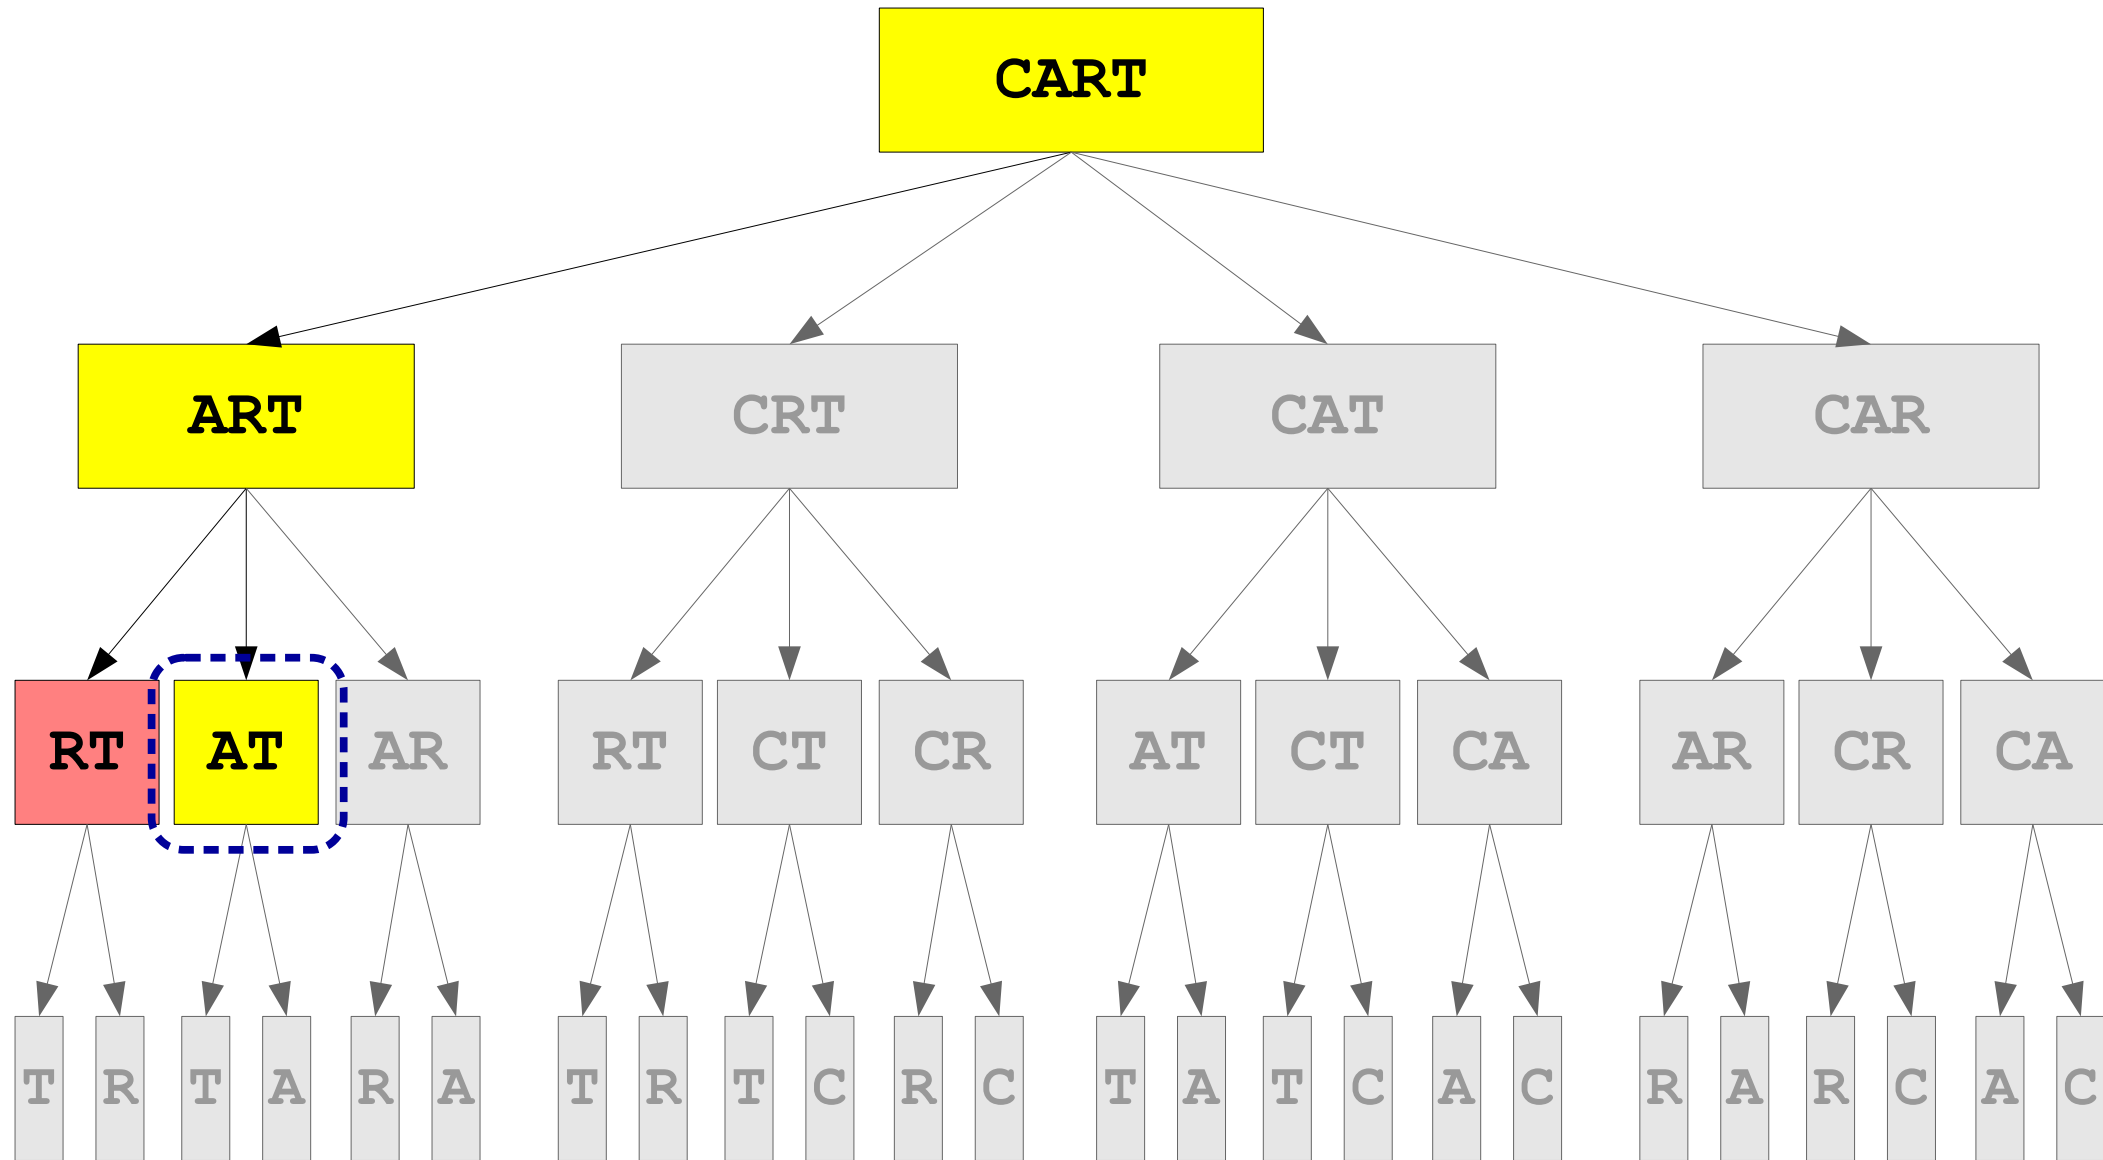 CART
ART CRT CAT CAR
RT AT AR RT CT CR AT CT CA AR CR CA
T R T A R A T R T C R C T A T C A C R A R C A C